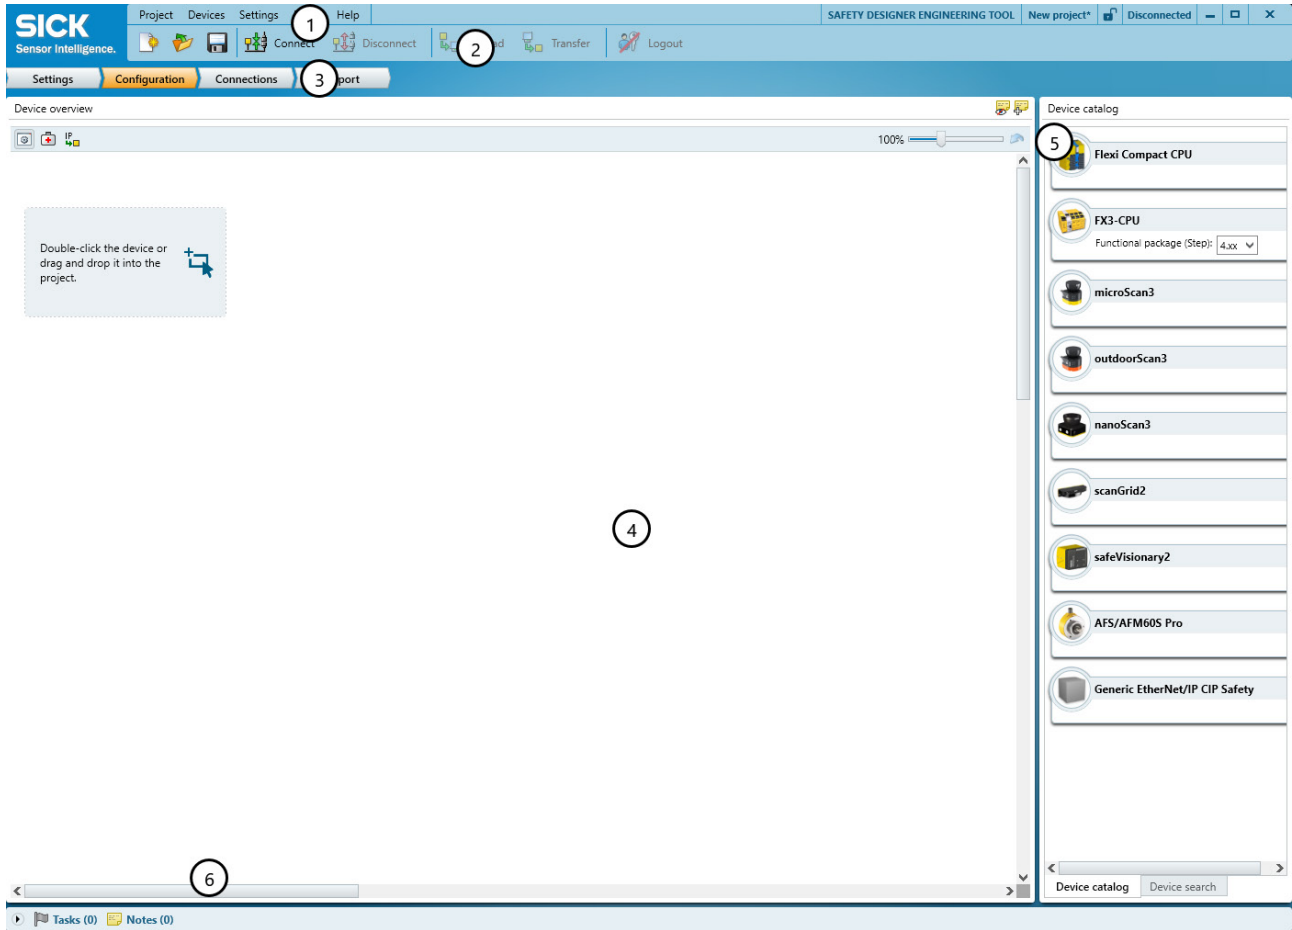 SICK
Sensor Intelligence.
Project Devices Settings 1 Help
SAFETY DESIGNER ENGINEERING TOOL New project* Disconnected
Connect Disconnect 2 Transfer Logout
Settings Configuration Connections 3
Device overview
Device catalog
IP
100%
5
Flexi Compact CPU
Double-click the device or
drag and drop it into the
project.
FX3-CPU
Functional package (Step): 4.xx
microScan3
outdoorScan3
nanoScan3
scanGrid2
4
safeVisionary2
AFS/AFM60S Pro
Generic EtherNet/IP CIP Safety
6
Device catalog Device search
Tasks (0) Notes (0)